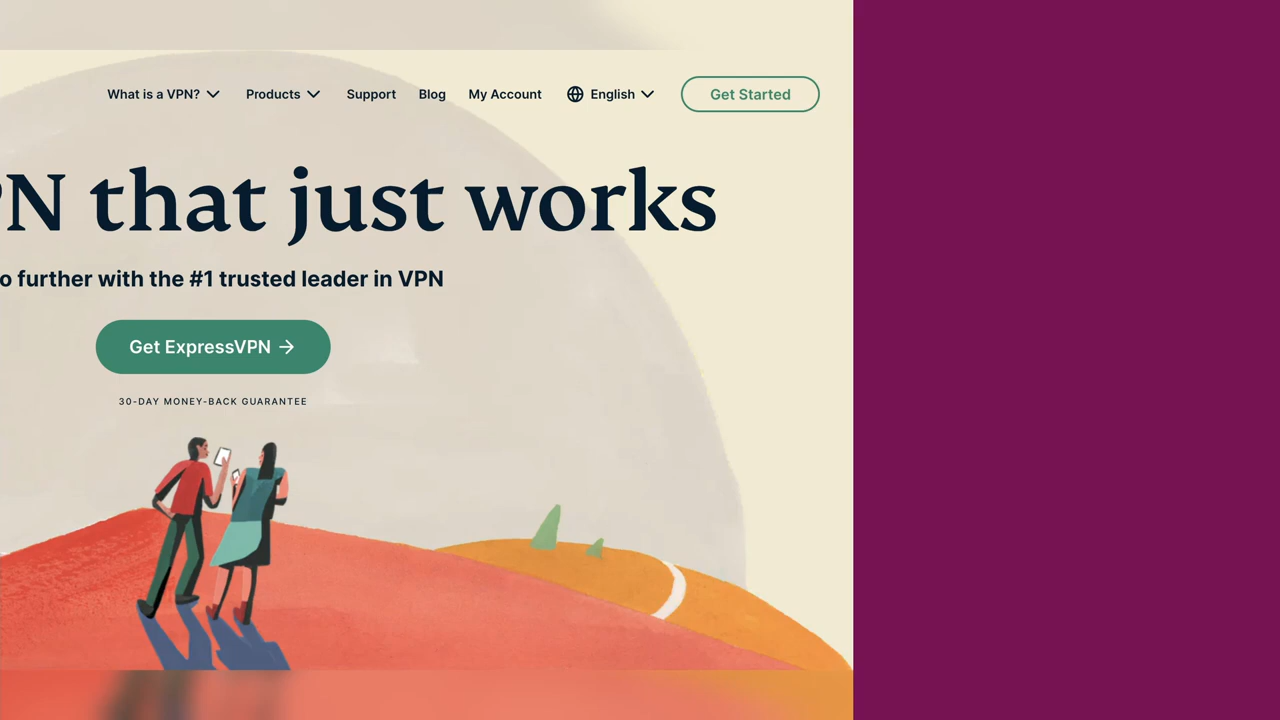 What is a VPN? Products Support Blog My Account English Get Started
PN that just works
o further with the #1 trusted leader in VPN
Get ExpressVPN →
30-DAY MONEY-BACK GUARANTEE